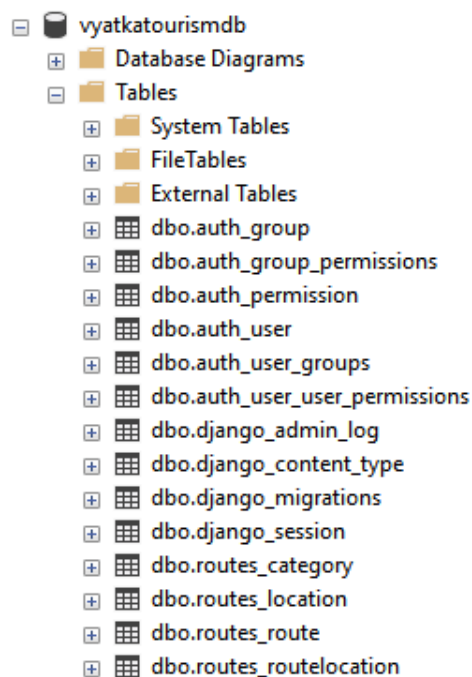 vyatkatourismdb
Database Diagrams
Tables
System Tables
FileTables
External Tables
dbo.auth_group
dbo.auth_group_permissions
dbo.auth_permission
dbo.auth_user
dbo.auth_user_groups
dbo.auth_user_user_permissions
dbo.django_admin_log
dbo.django_content_type
dbo.django_migrations
dbo.django_session
dbo.routes_category
dbo.routes_location
dbo.routes_route
dbo.routes_routelocation